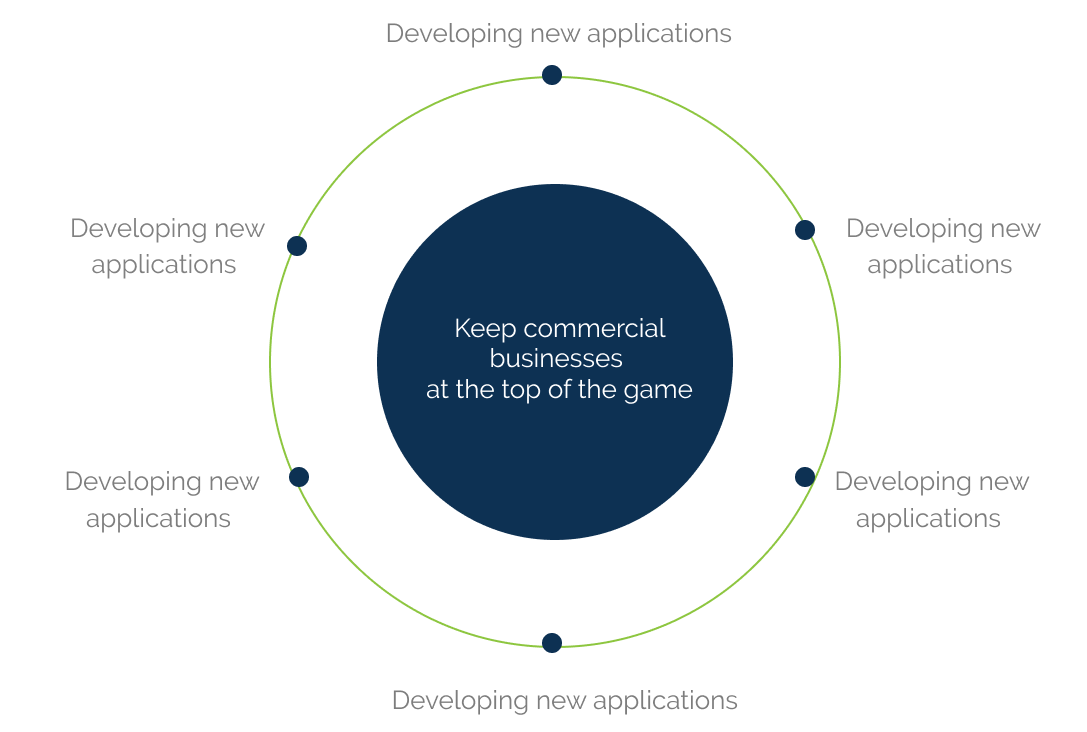 Developing new applications
Developing new
applications
Developing new
applications
Keep commercial
businesses
at the top of the game
Developing new
applications
Developing new
applications
Developing new applications